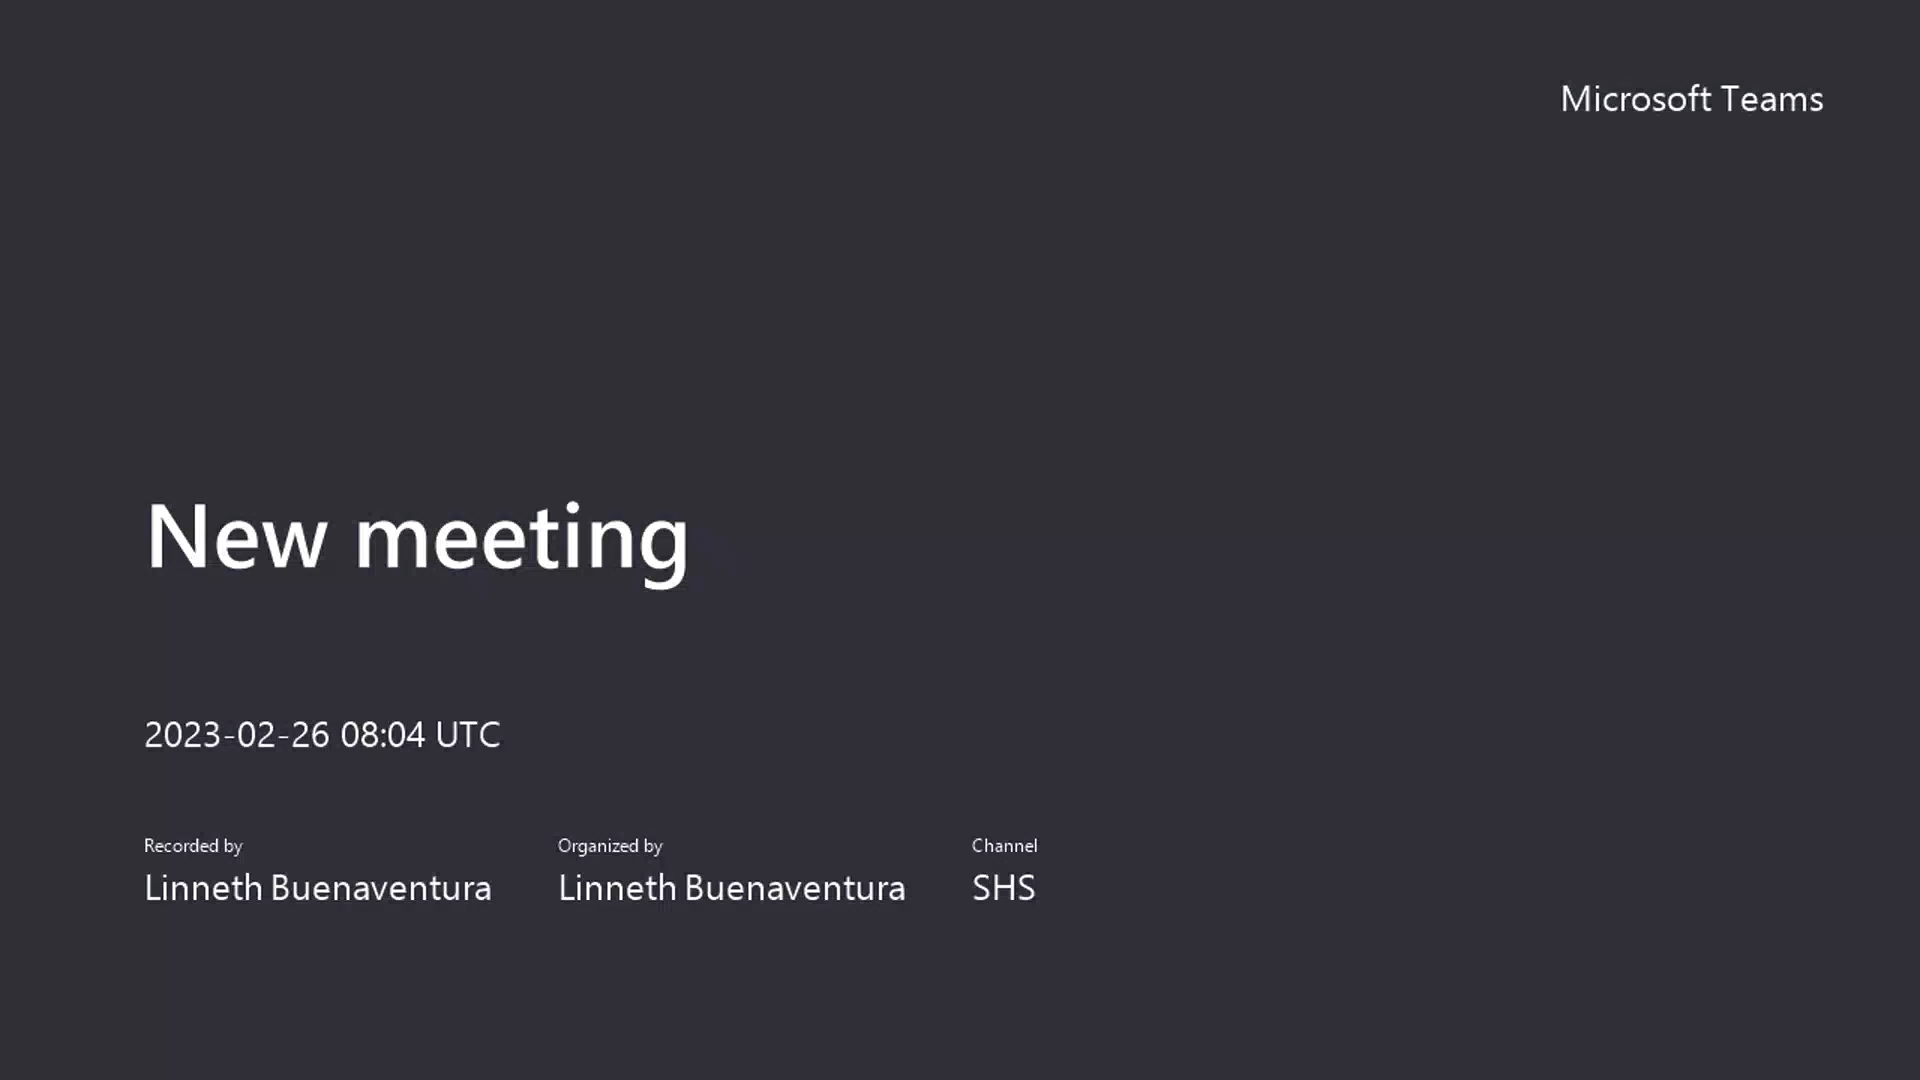 Microsoft Teams
New meeting
2023-02-26 08:04 UTC
Recorded by
Linneth Buenaventura
Organized by
Linneth Buenaventura
Channel
SHS